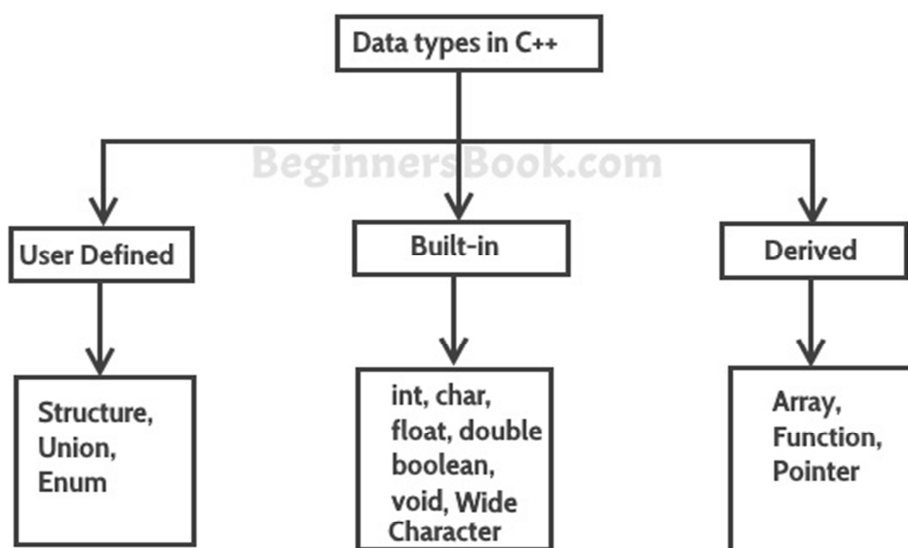 Data types in C++
BeginnersBook.com
User Defined
Built-in
Derived
Structure,
Union,
Enum
int, char,
float, double
boolean,
void, Wide
Character
Array,
Function,
Pointer